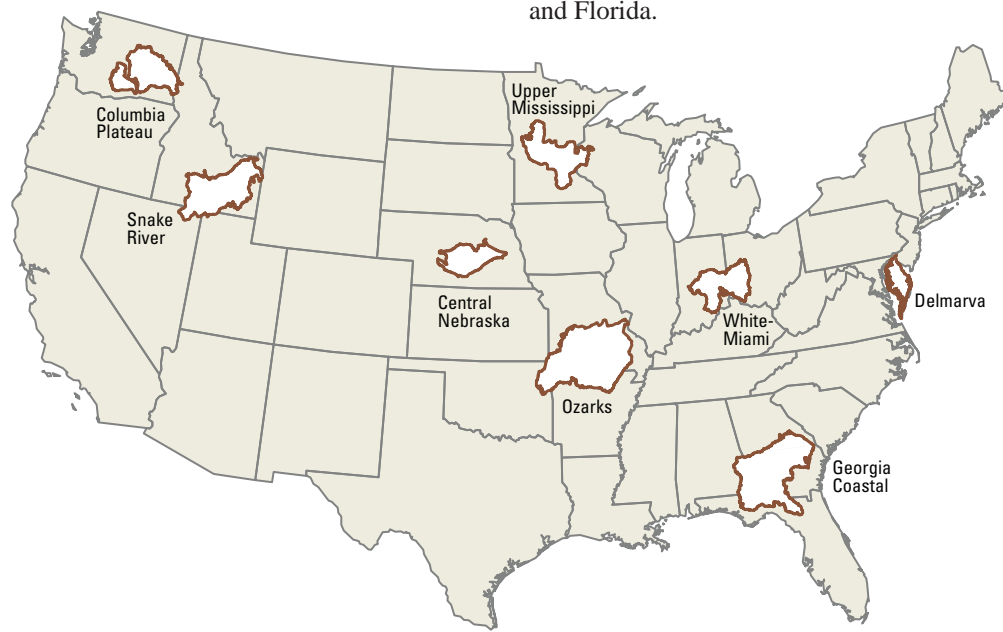 and Florida.
Columbia
Plateau
Upper
Mississippi
Snake
River
Central
Nebraska
White-
Miami
Delmarva
Ozarks
Georgia
Coastal